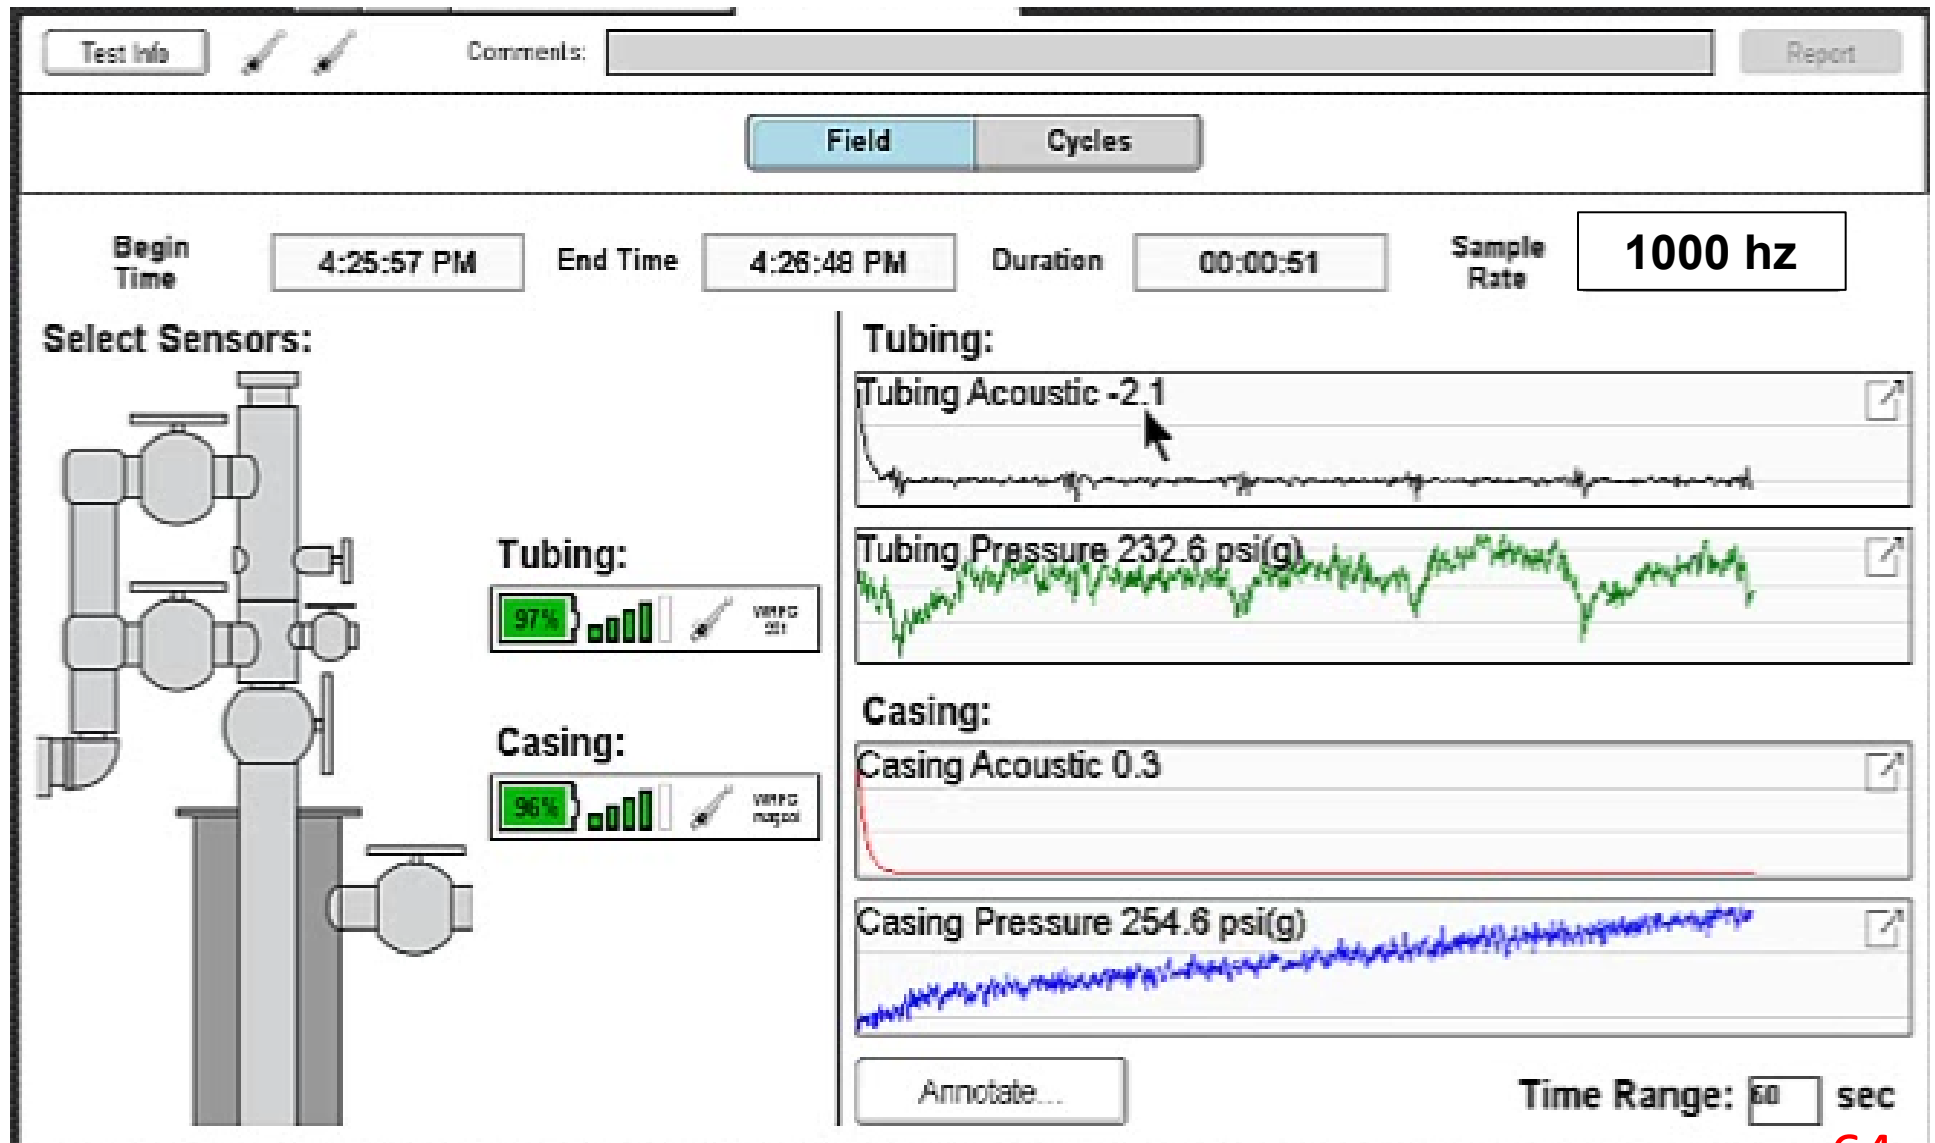 Test Info
Comments:
Report
Field
Cycles
Begin
Time
4:25:57 PM
End Time
4:26:48 PM
Duration
00:00:51
Sample
Rate
1000 hz
Select Sensors:
Tubing:
Tubing Acoustic -2.1
Tubing Pressure 232.6 psi(g)
Tubing:
97%
Casing:
Casing Acoustic 0.3
Casing:
96%
Casing Pressure 254.6 psi(g)
Annotate...
Time Range: 60 sec